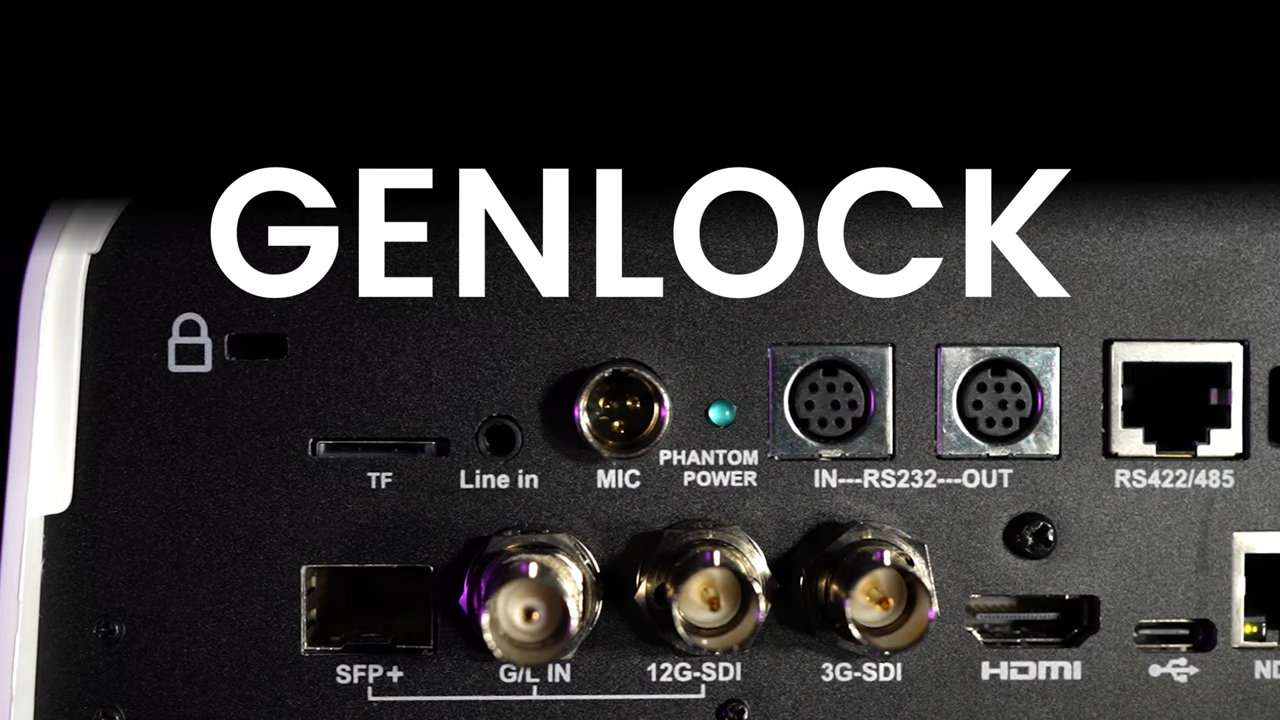 GENLOCK
TF
Line in
MIC
PHANTOM
POWER
IN---RS232---OUT
RS422/485
SFP+
G/L IN
12G-SDI
3G-SDI
HDMI
ND